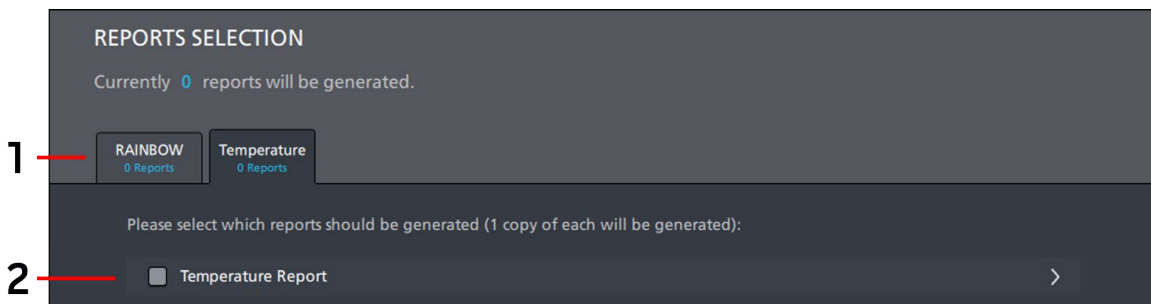 REPORTS SELECTION
Currently 0 reports will be generated.
1
RAINBOW
0 Reports
Temperature
0 Reports
Please select which reports should be generated (1 copy of each will be generated):
2
Temperature Report